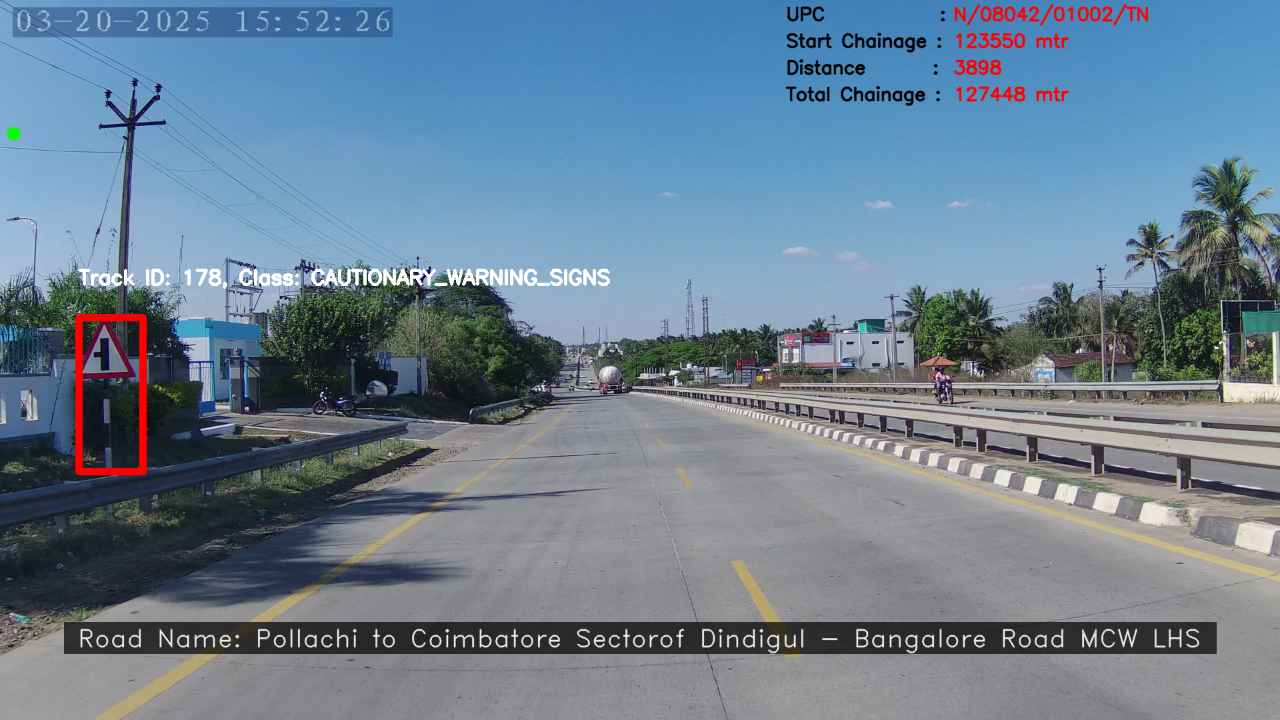 03-20-2025 15:52:26
UPC : N/08042/01002/TN
Start Chainage : 123550 mtr
Distance : 3898
Total Chainage : 127448 mtr
Track ID: 178, Class: CAUTIONARY_WARNING_SIGNS
Road Name: Pollachi to Coimbatore Sectorof Dindigul - Bangalore Road MCW LHS